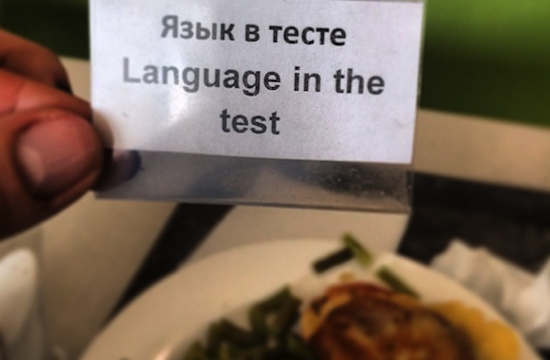 Язык в тесте
Language in the
test